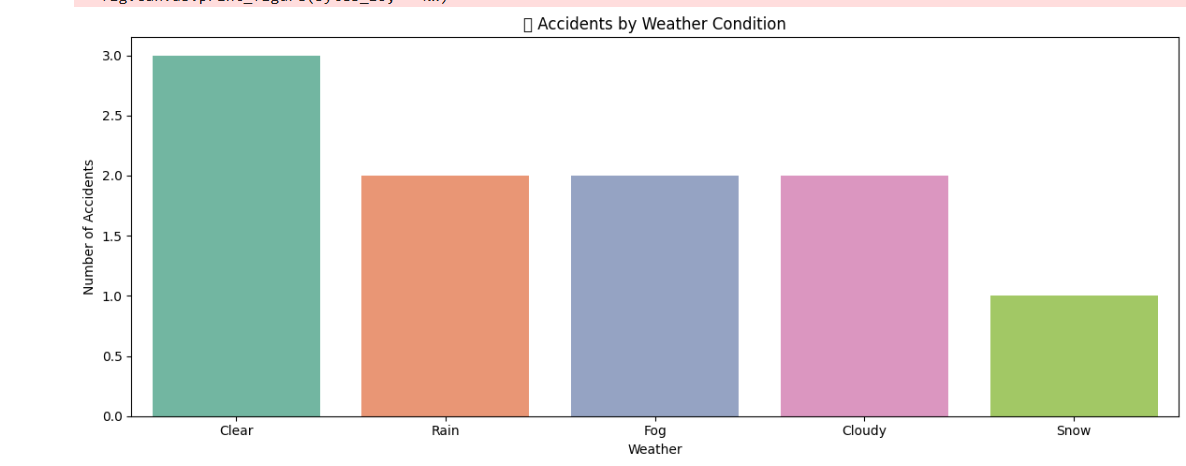 Accidents by Weather Condition
3.0
2.5
2.0
1.5
1.0
0.5
0.0
Number of Accidents
Clear Rain Fog Cloudy Snow
Weather